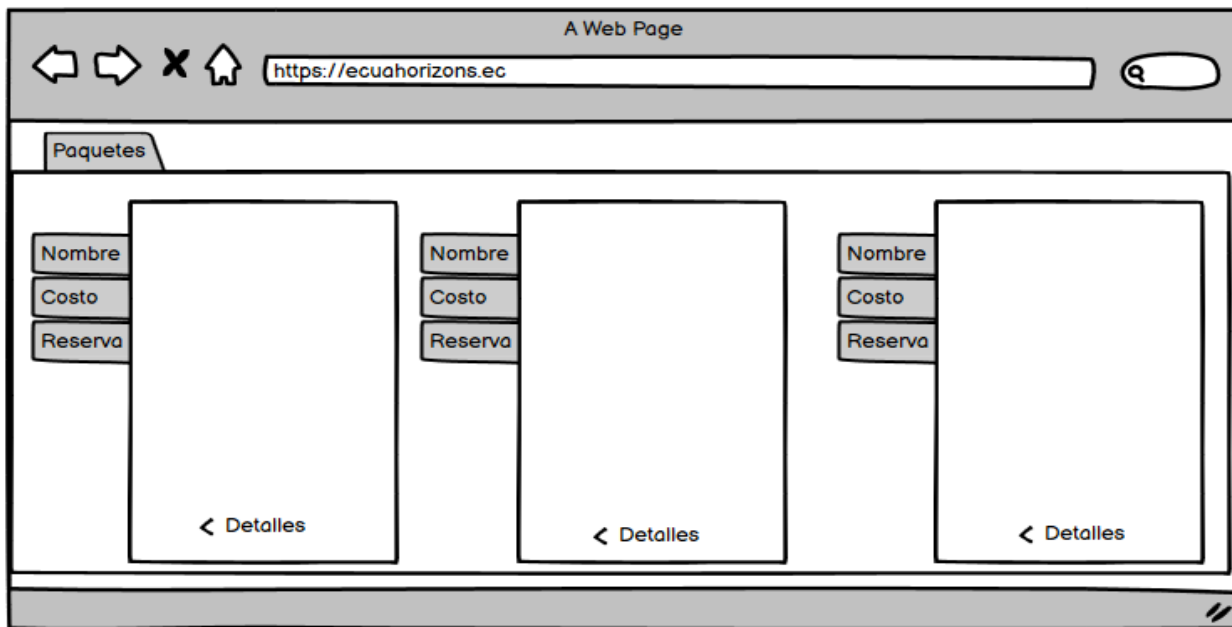 A Web Page
https://ecuahorizons.ec
Paquetes
Nombre
Costo
Reserva
< Detalles
Nombre
Costo
Reserva
< Detalles
Nombre
Costo
Reserva
< Detalles